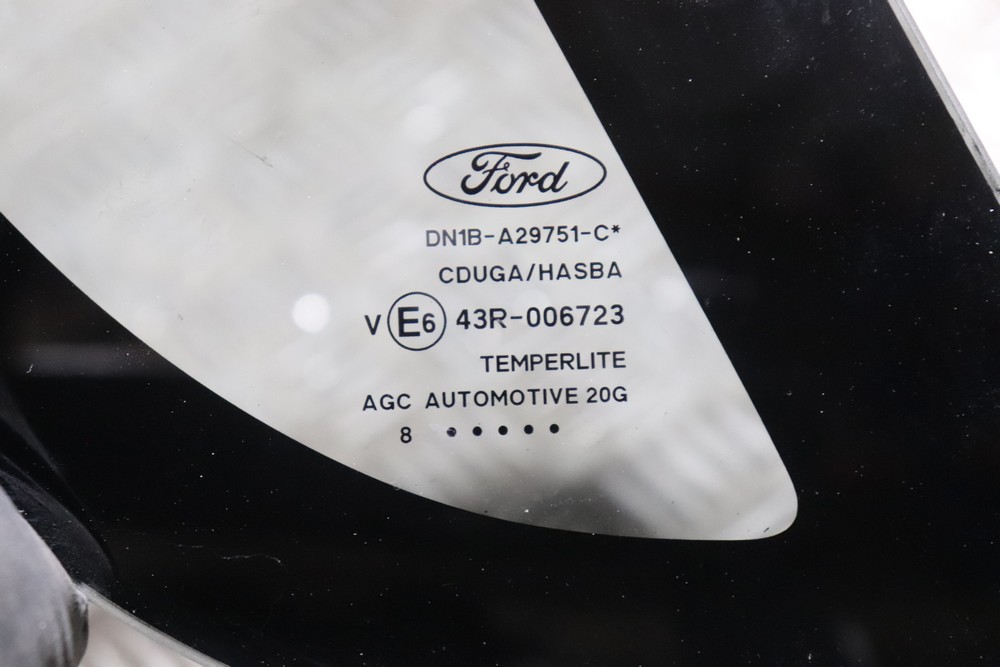 Ford
DN1B-A29751-C*
CDUGA/HASBA
V E6 43R-006723
TEMPERLITE
AGC AUTOMOTIVE 20G
8 • • • • •